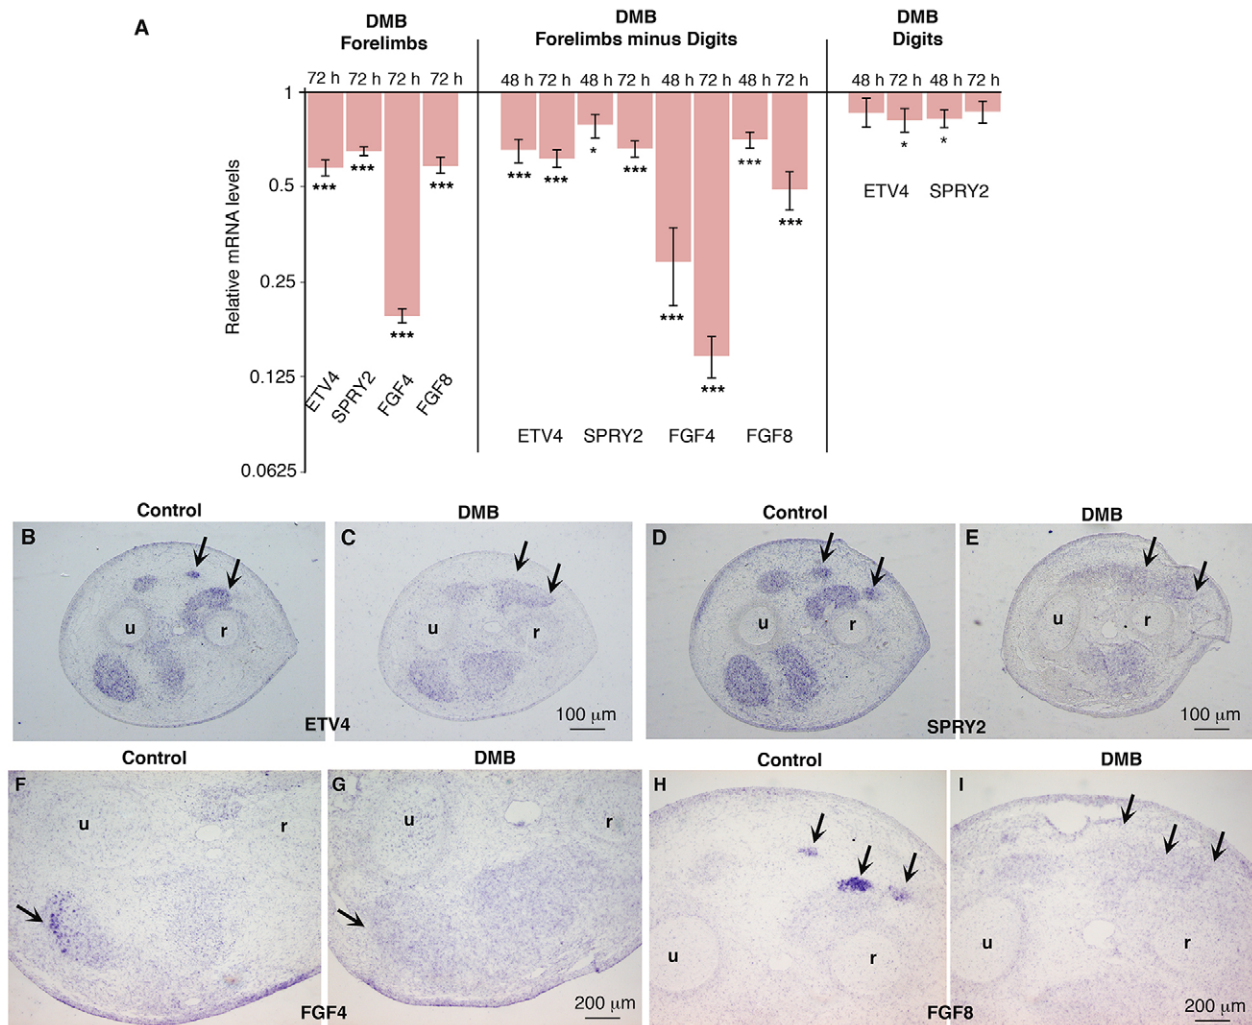 A
DMB
Forelimbs
DMB
Forelimbs minus Digits
DMB
Digits
72 h 72 h 72 h 72 h
48 h 72 h 48 h 72 h 48 h 72 h 48 h 72 h
48 h 72 h 48 h 72 h
Relative mRNA levels
1
0.5
0.25
0.125
0.0625
*** *** *** ***
*** *** * *** *** *** *** ***
* *
ETV4 SPRY2 FGF4 FGF8
ETV4 SPRY2 FGF4 FGF8
ETV4 SPRY2
Control DMB Control DMB
B C D E
u r u r u r u r
ETV4 100 μm SPRY2 100 μm
Control DMB Control DMB
F G H I
u r u r u r u r
FGF4 200 μm FGF8 200 μm